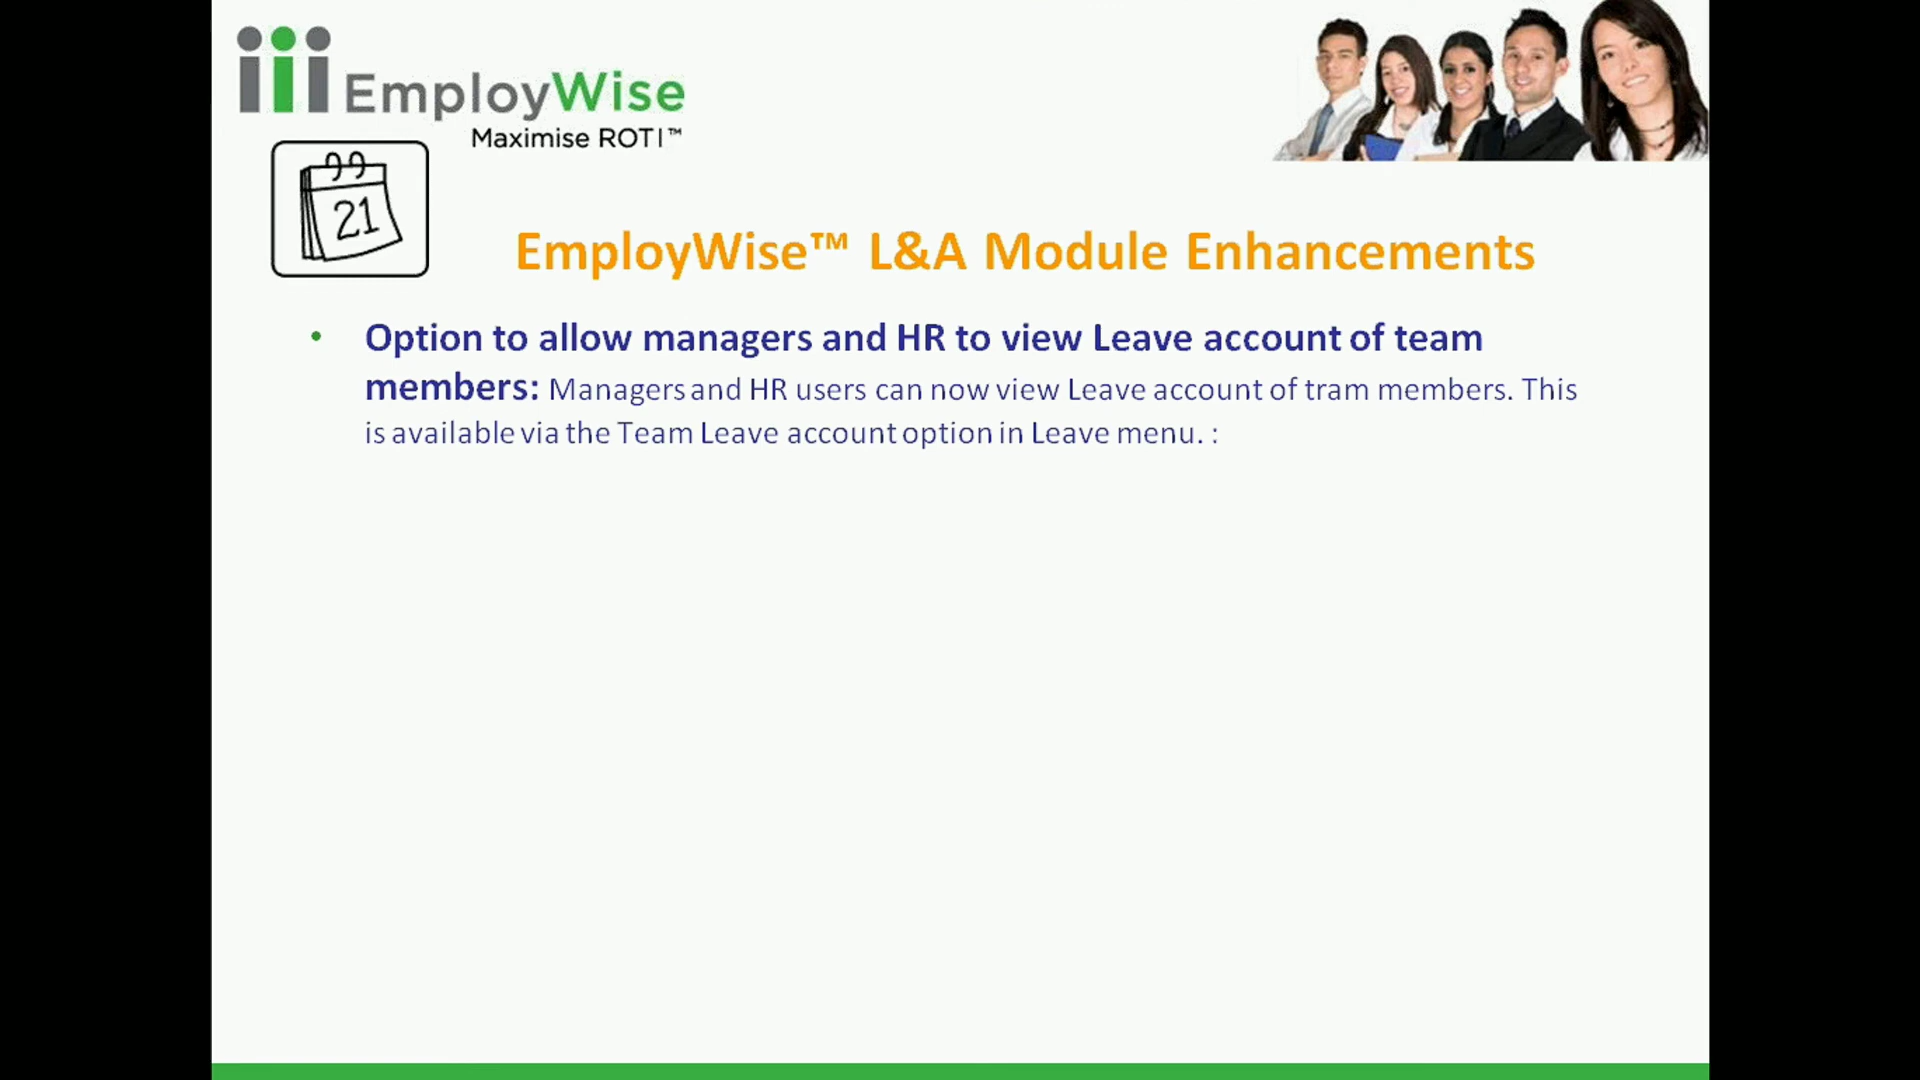 EmployWise
Maximise ROTI™
21
EmployWise™ L&A Module Enhancements
• Option to allow managers and HR to view Leave account of team
members: Managers and HR users can now view Leave account of tram members. This
is available via the Team Leave account option in Leave menu. :